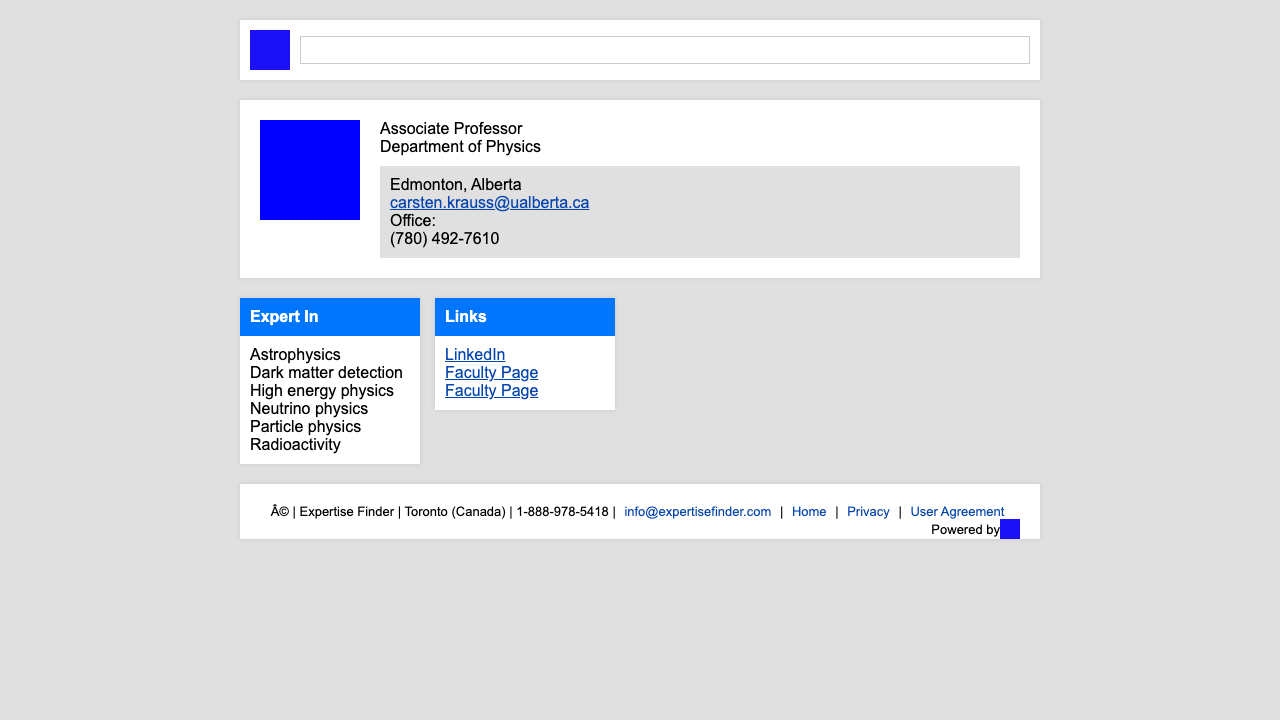 Associate Professor
Department of Physics
Edmonton, Alberta
carsten.krauss@ualberta.ca
Office:
(780) 492-7610
Expert In
Astrophysics
Dark matter detection
High energy physics
Neutrino physics
Particle physics
Radioactivity
Links
LinkedIn
Faculty Page
Faculty Page
Â© | Expertise Finder | Toronto (Canada) | 1-888-978-5418 | info@expertisefinder.com | Home | Privacy | User Agreement
Powered by